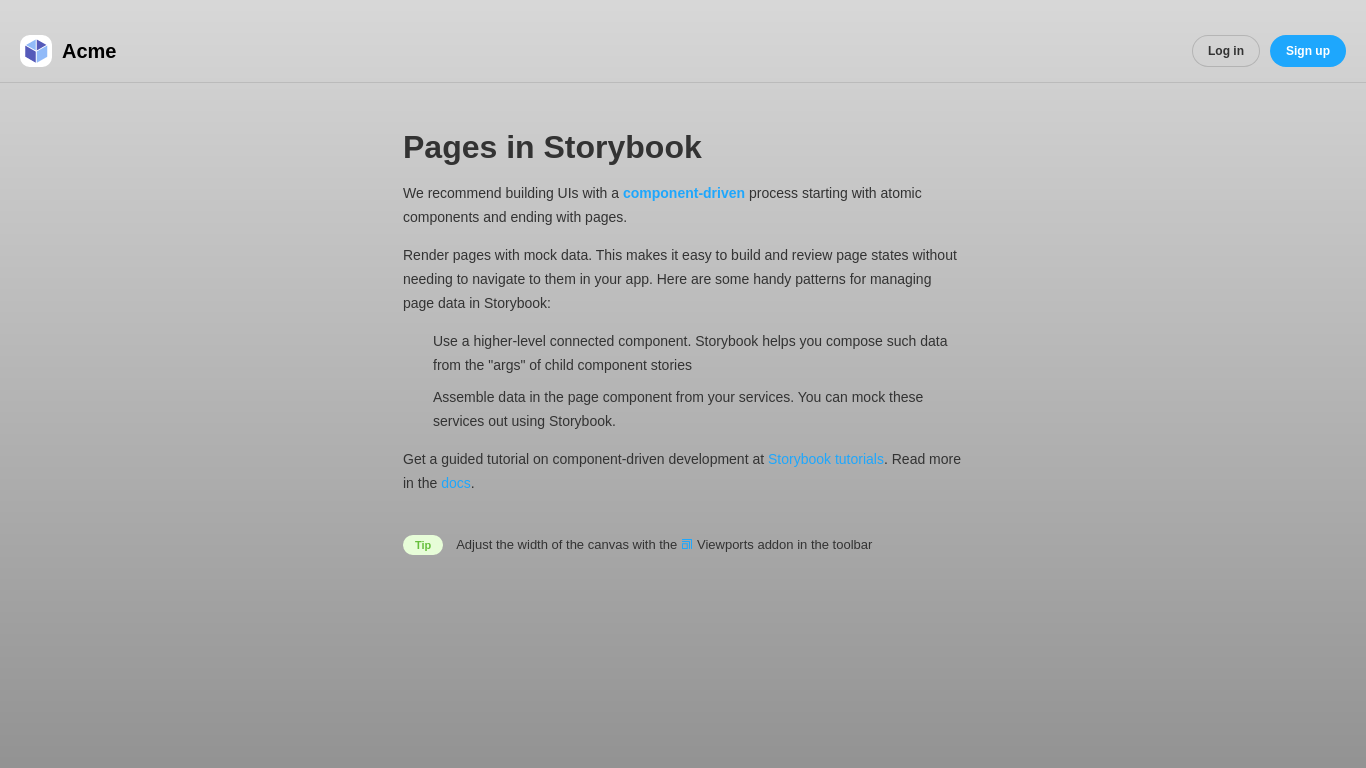 Acme
Log in
Sign up
Pages in Storybook
We recommend building UIs with a component-driven process starting with atomic
components and ending with pages.
Render pages with mock data. This makes it easy to build and review page states without
needing to navigate to them in your app. Here are some handy patterns for managing
page data in Storybook:
Use a higher-level connected component. Storybook helps you compose such data
from the "args" of child component stories
Assemble data in the page component from your services. You can mock these
services out using Storybook.
Get a guided tutorial on component-driven development at Storybook tutorials. Read more
in the docs.
Tip Adjust the width of the canvas with the Viewports addon in the toolbar